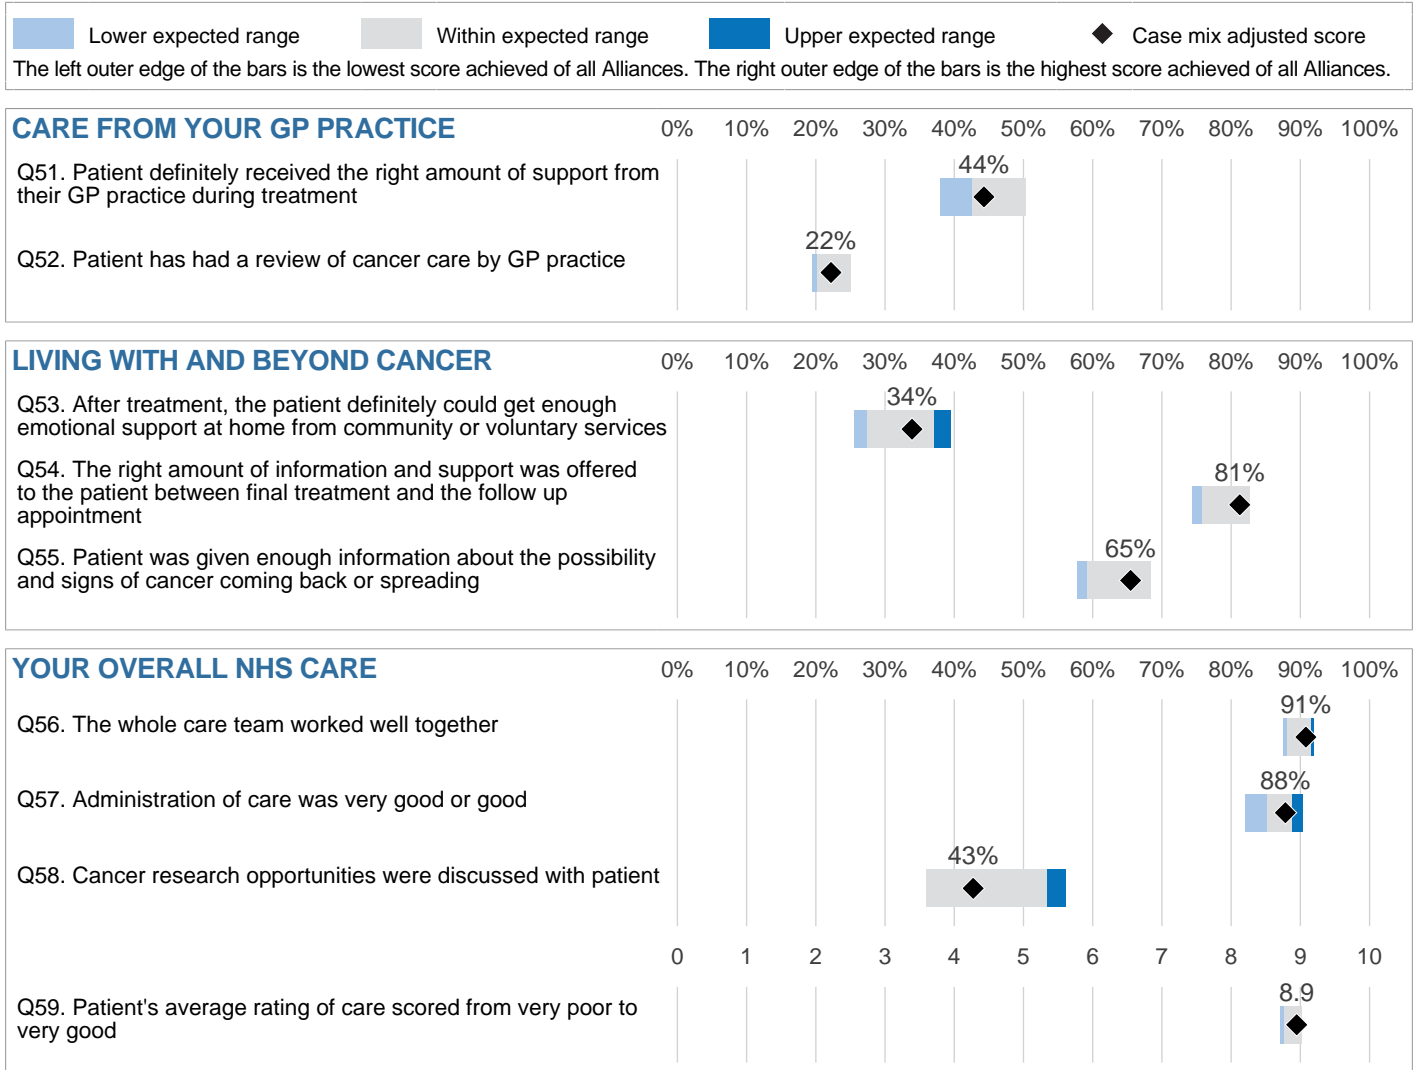 Lower expected range Within expected range Upper expected range Case mix adjusted score
The left outer edge of the bars is the lowest score achieved of all Alliances. The right outer edge of the bars is the highest score achieved of all Alliances.
CARE FROM YOUR GP PRACTICE 0% 10% 20% 30% 40% 50% 60% 70% 80% 90% 100%
44%
Q51. Patient definitely received the right amount of support from
their GP practice during treatment
22%
Q52. Patient has had a review of cancer care by GP practice
LIVING WITH AND BEYOND CANCER 0% 10% 20% 30% 40% 50% 60% 70% 80% 90% 100%
34%
Q53. After treatment, the patient definitely could get enough
emotional support at home from community or voluntary services
81%
Q54. The right amount of information and support was offered
to the patient between final treatment and the follow up
appointment
65%
Q55. Patient was given enough information about the possibility
and signs of cancer coming back or spreading
YOUR OVERALL NHS CARE 0% 10% 20% 30% 40% 50% 60% 70% 80% 90% 100%
91%
Q56. The whole care team worked well together
88%
Q57. Administration of care was very good or good
43%
Q58. Cancer research opportunities were discussed with patient
0 1 2 3 4 5 6 7 8 9 10
8.9
Q59. Patient's average rating of care scored from very poor to
very good